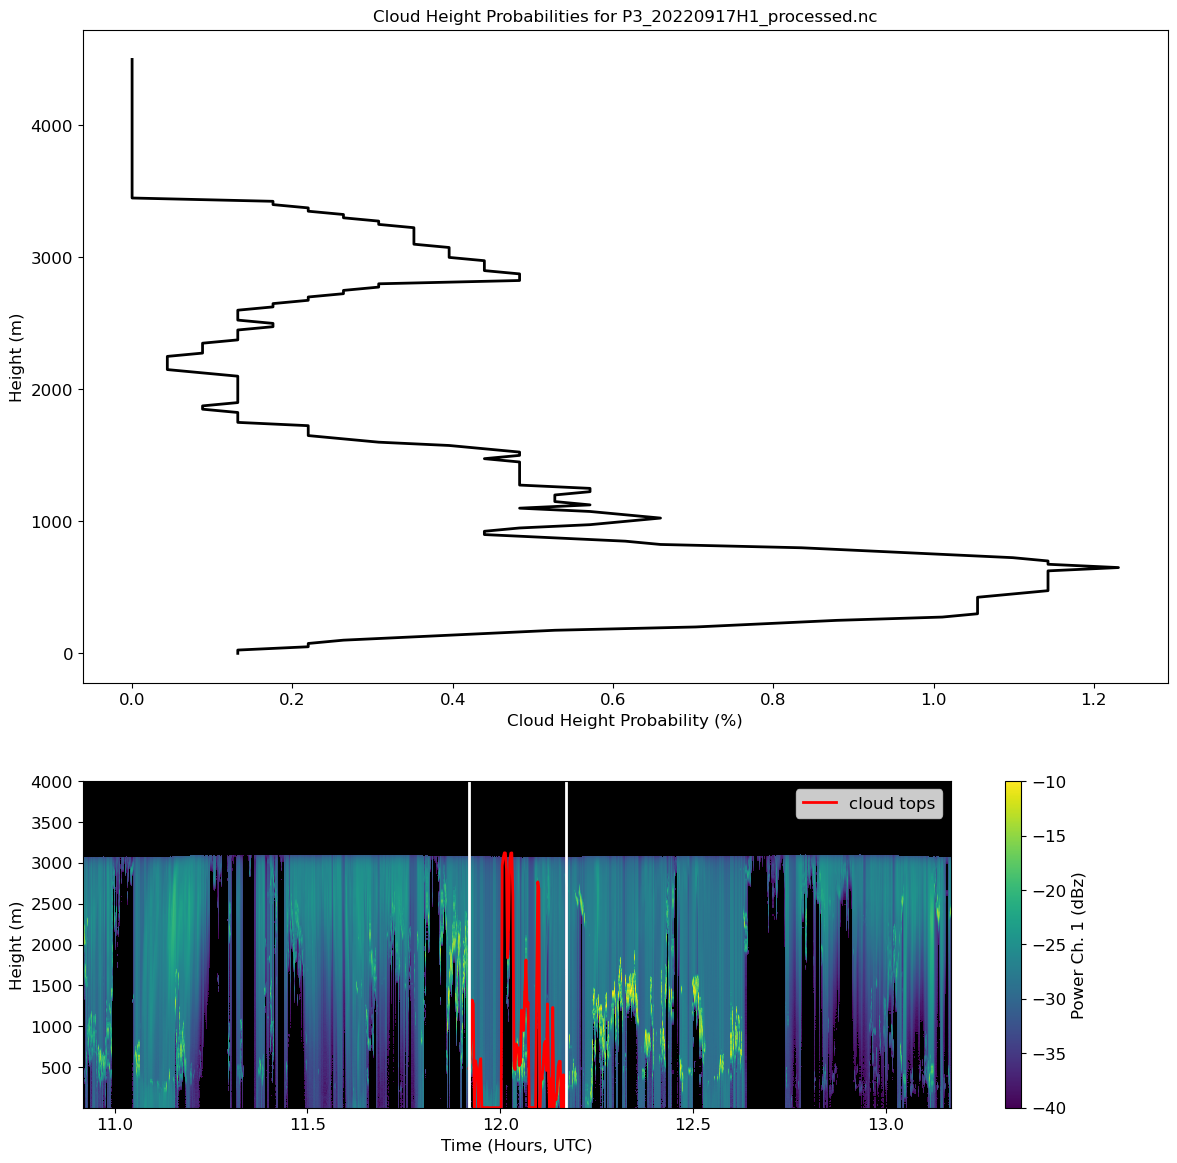 Cloud Height Probabilities for P3_20220917H1_processed.nc
Height (m)
4000
3000
2000
1000
0
0.0 0.2 0.4 0.6 0.8 1.0 1.2
Cloud Height Probability (%)
Height (m)
4000
3500
3000
2500
2000
1500
1000
500
cloud tops
11.0 11.5 12.0 12.5 13.0
Time (Hours, UTC)
−10
−15
−20
−25
−30
−35
−40
Power Ch. 1 (dBz)